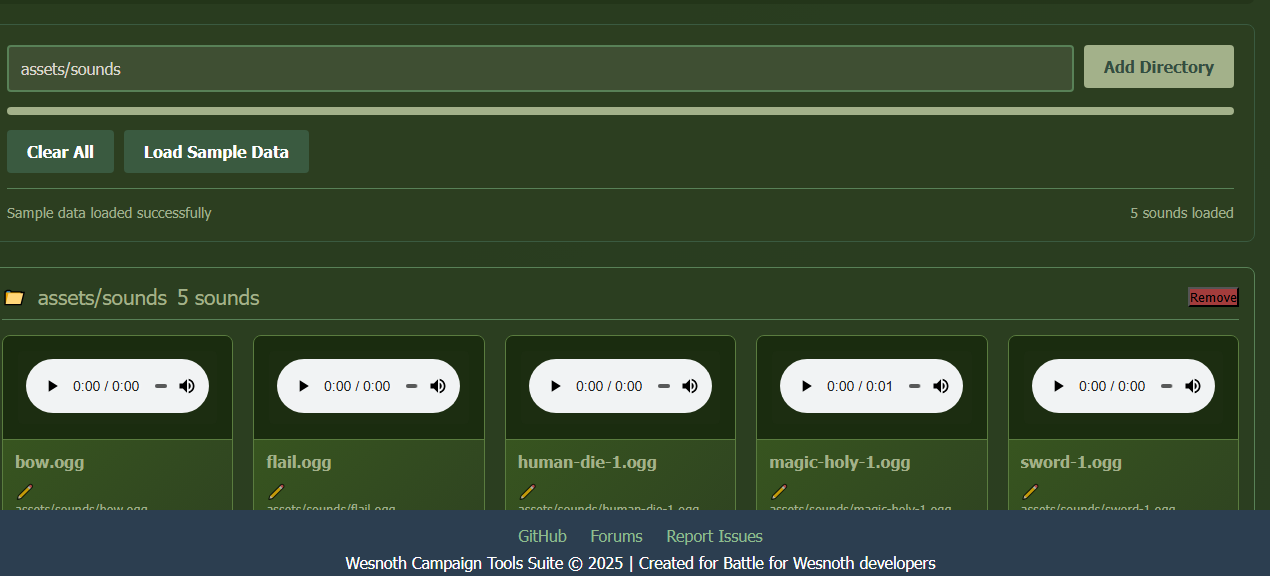 assets/sounds
Add Directory
Clear All
Load Sample Data
Sample data loaded successfully
5 sounds loaded
assets/sounds 5 sounds
Remove
0:00 / 0:00
0:00 / 0:00
0:00 / 0:00
0:00 / 0:01
0:00 / 0:00
bow.ogg
flail.ogg
human-die-1.ogg
magic-holy-1.ogg
sword-1.ogg
assets/sounds/bow.ogg
assets/sounds/flail.ogg
assets/sounds/human-die-1.ogg
assets/sounds/magic-holy-1.ogg
assets/sounds/sword-1.ogg
GitHub
Forums
Report Issues
Wesnoth Campaign Tools Suite © 2025 | Created for Battle for Wesnoth developers